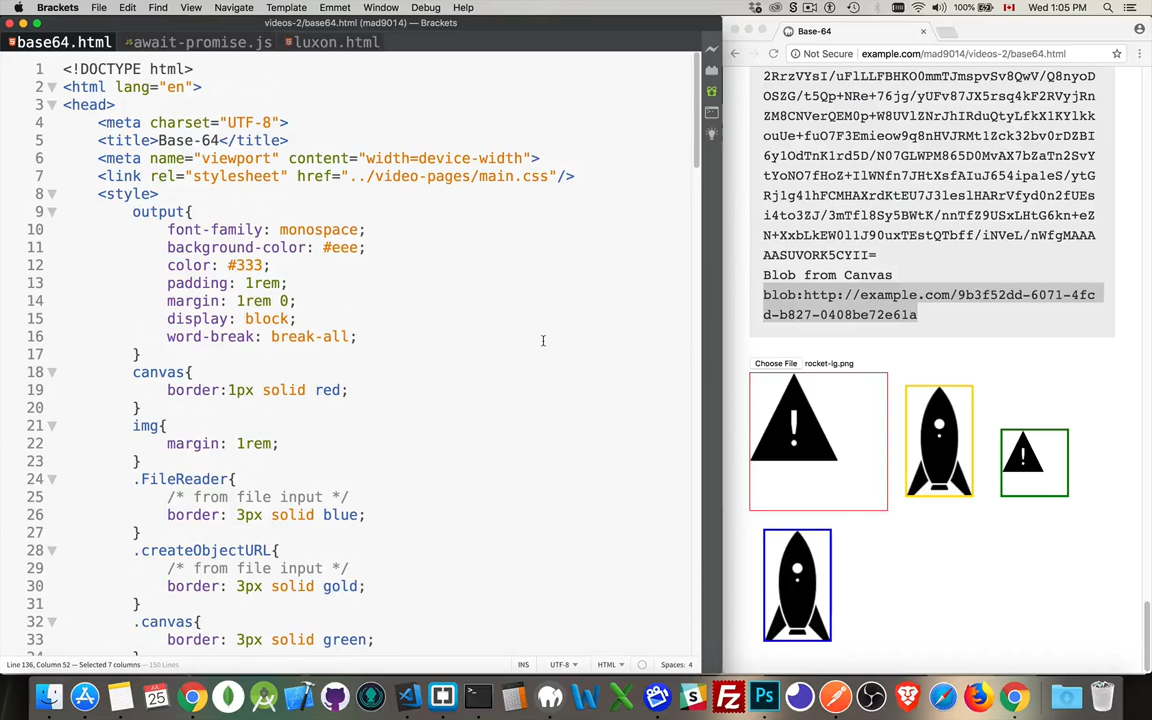 Brackets File Edit Find View Navigate Template Emmet Window Debug Help 100% Wed 1:05 PM
videos-2/base64.html (mad9014) — Brackets
base64.html await-promise.js luxon.html
1 <!DOCTYPE html>
2 <html lang="en">
3 <head>
4 <meta charset="UTF-8">
5 <title>Base-64</title>
6 <meta name="viewport" content="width=device-width">
7 <link rel="stylesheet" href="../video-pages/main.css"/>
8 <style>
9 output{
10 font-family: monospace;
11 background-color: #eee;
12 color: #333;
13 padding: 1rem;
14 margin: 1rem 0;
15 display: block;
16 word-break: break-all;
17 }
18 canvas{
19 border:1px solid red;
20 }
21 img{
22 margin: 1rem;
23 }
24 .FileReader{
25 /* from file input */
26 border: 3px solid blue;
27 }
28 .createObjectURL{
29 /* from file input */
30 border: 3px solid gold;
31 }
32 .canvas{
33 border: 3px solid green;
Line 136, Column 52 — Selected 7 columns — 150 Lines
INS UTF-8 HTML Spaces: 4
Base-64
Not Secure example.com/mad9014/videos-2/base64.html
OSZG/t5Qp+NRe+76jg/yUFv87JX5rsq4kF2RVyjRn
AASUVORK5CYII=
Blob from Canvas
blob:http://example.com/9b3f52dd-6071-4fc
d-b827-0408be72e61a
Choose File rocket-lg.png
JAN
25